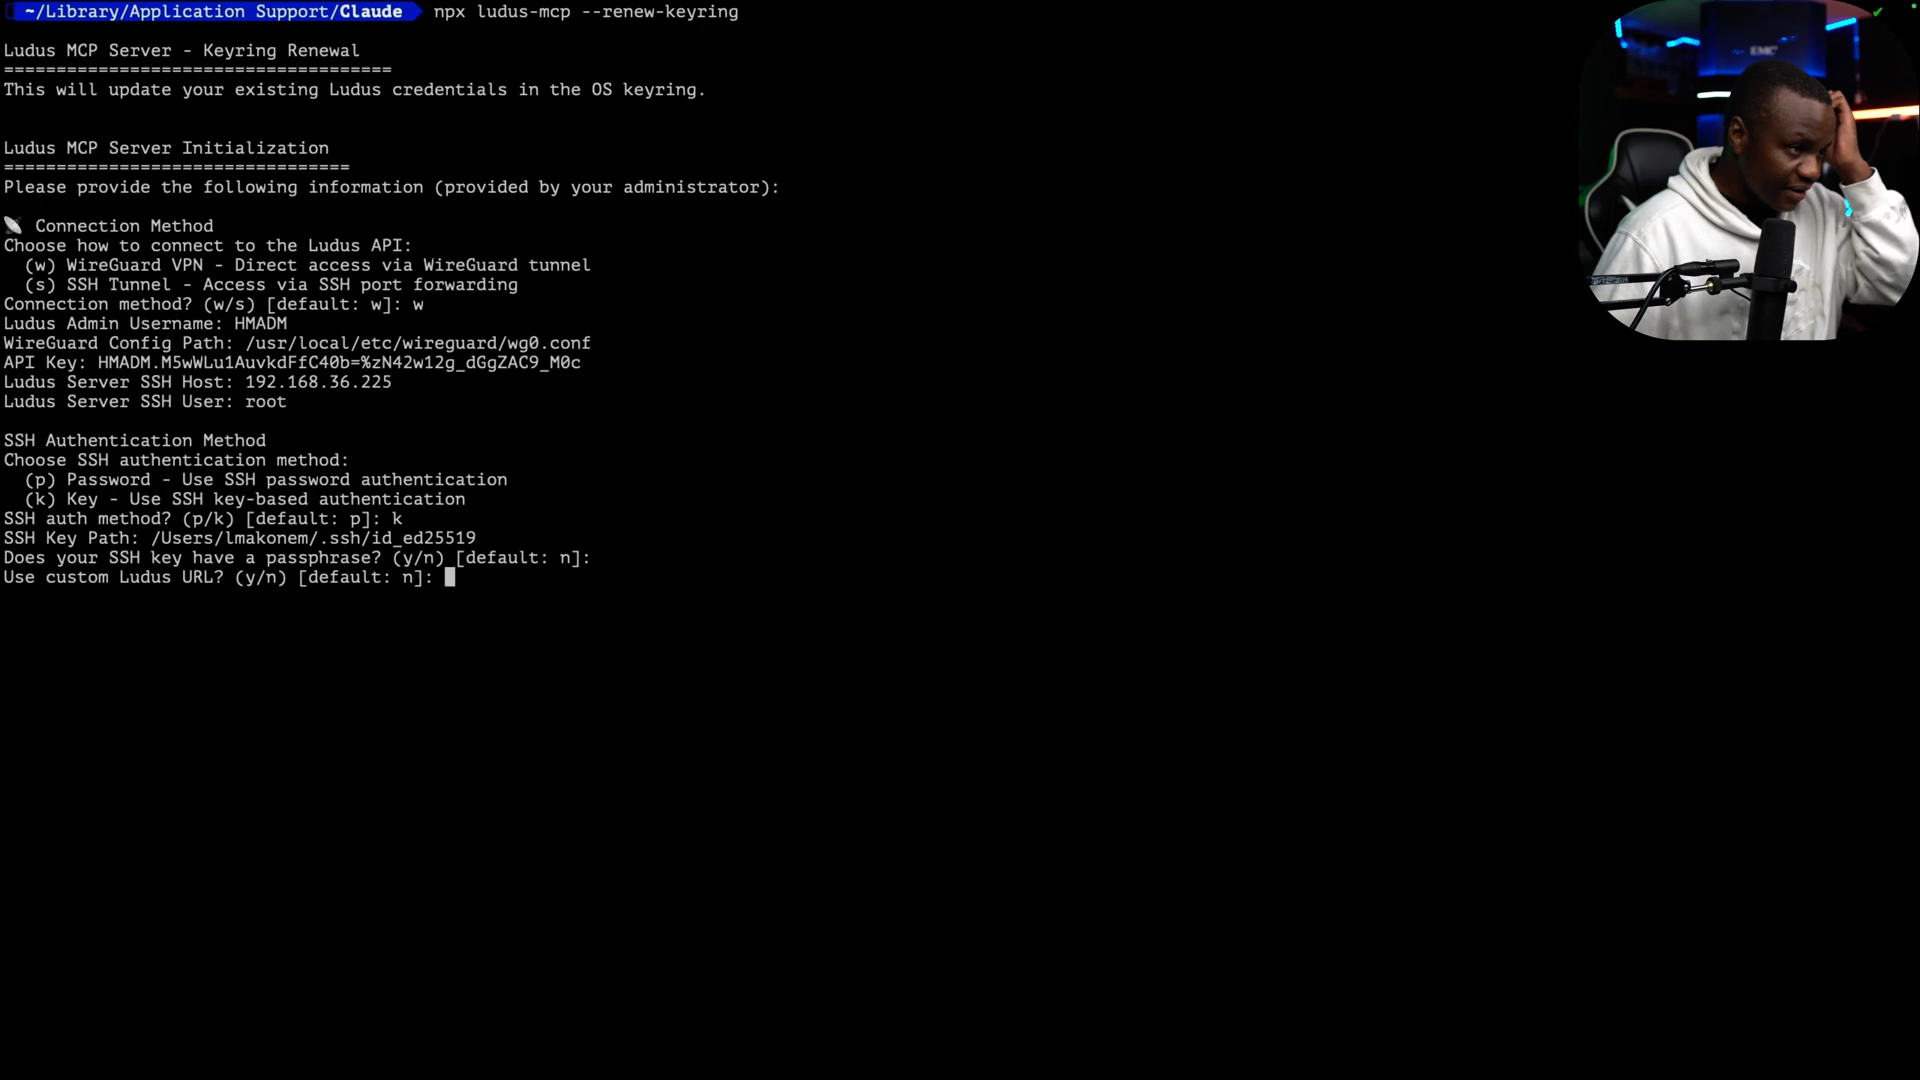 ~/Library/Application Support/Claude npx ludus-mcp --renew-keyring
Ludus MCP Server - Keyring Renewal
=====================================
This will update your existing Ludus credentials in the OS keyring.
Ludus MCP Server Initialization
=================================
Please provide the following information (provided by your administrator):
Connection Method
Choose how to connect to the Ludus API:
(w) WireGuard VPN - Direct access via WireGuard tunnel
(s) SSH Tunnel - Access via SSH port forwarding
Connection method? (w/s) [default: w]: w
Ludus Admin Username: HMADM
WireGuard Config Path: /usr/local/etc/wireguard/wg0.conf
API Key: HMADM.M5wWLu1AuvkdFfC40b=%zN42w12g_dGgZAC9_M0c
Ludus Server SSH Host: 192.168.36.225
Ludus Server SSH User: root
SSH Authentication Method
Choose SSH authentication method:
(p) Password - Use SSH password authentication
(k) Key - Use SSH key-based authentication
SSH auth method? (p/k) [default: p]: k
SSH Key Path: /Users/lmakonem/.ssh/id_ed25519
Does your SSH key have a passphrase? (y/n) [default: n]:
Use custom Ludus URL? (y/n) [default: n]:
EMC